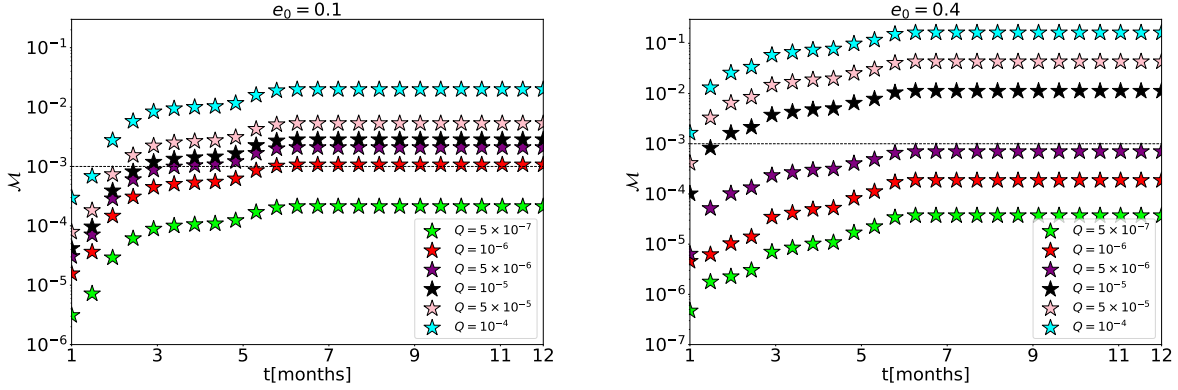 e₀ = 0.1
10⁻¹
10⁻²
10⁻³
10⁻⁴
10⁻⁵
10⁻⁶
ℳ
1 3 5 7 9 11 12
t[months]
Q = 5 × 10⁻⁷
Q = 10⁻⁶
Q = 5 × 10⁻⁶
Q = 10⁻⁵
Q = 5 × 10⁻⁵
Q = 10⁻⁴
e₀ = 0.4
10⁻¹
10⁻²
10⁻³
10⁻⁴
10⁻⁵
10⁻⁶
10⁻⁷
ℳ
1 3 5 7 9 11 12
t[months]
Q = 5 × 10⁻⁷
Q = 10⁻⁶
Q = 5 × 10⁻⁶
Q = 10⁻⁵
Q = 5 × 10⁻⁵
Q = 10⁻⁴